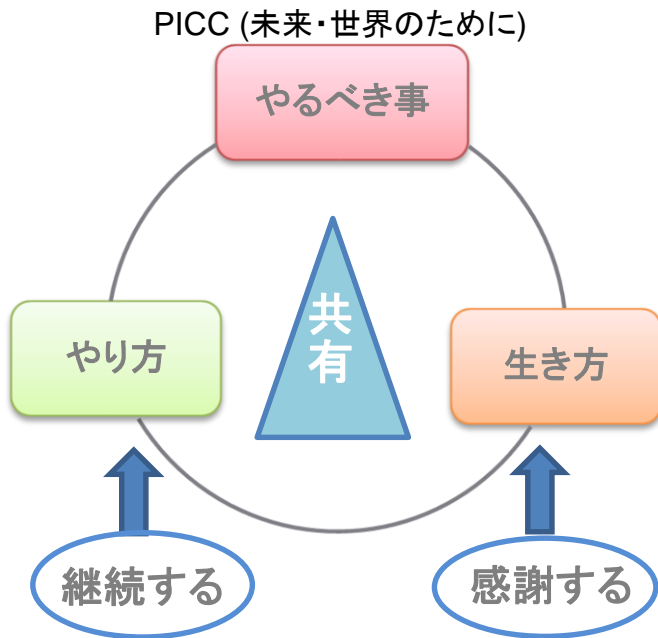 PICC (未来・世界のために)
やるべき事
共
有
やり方
生き方
継続する
感謝する